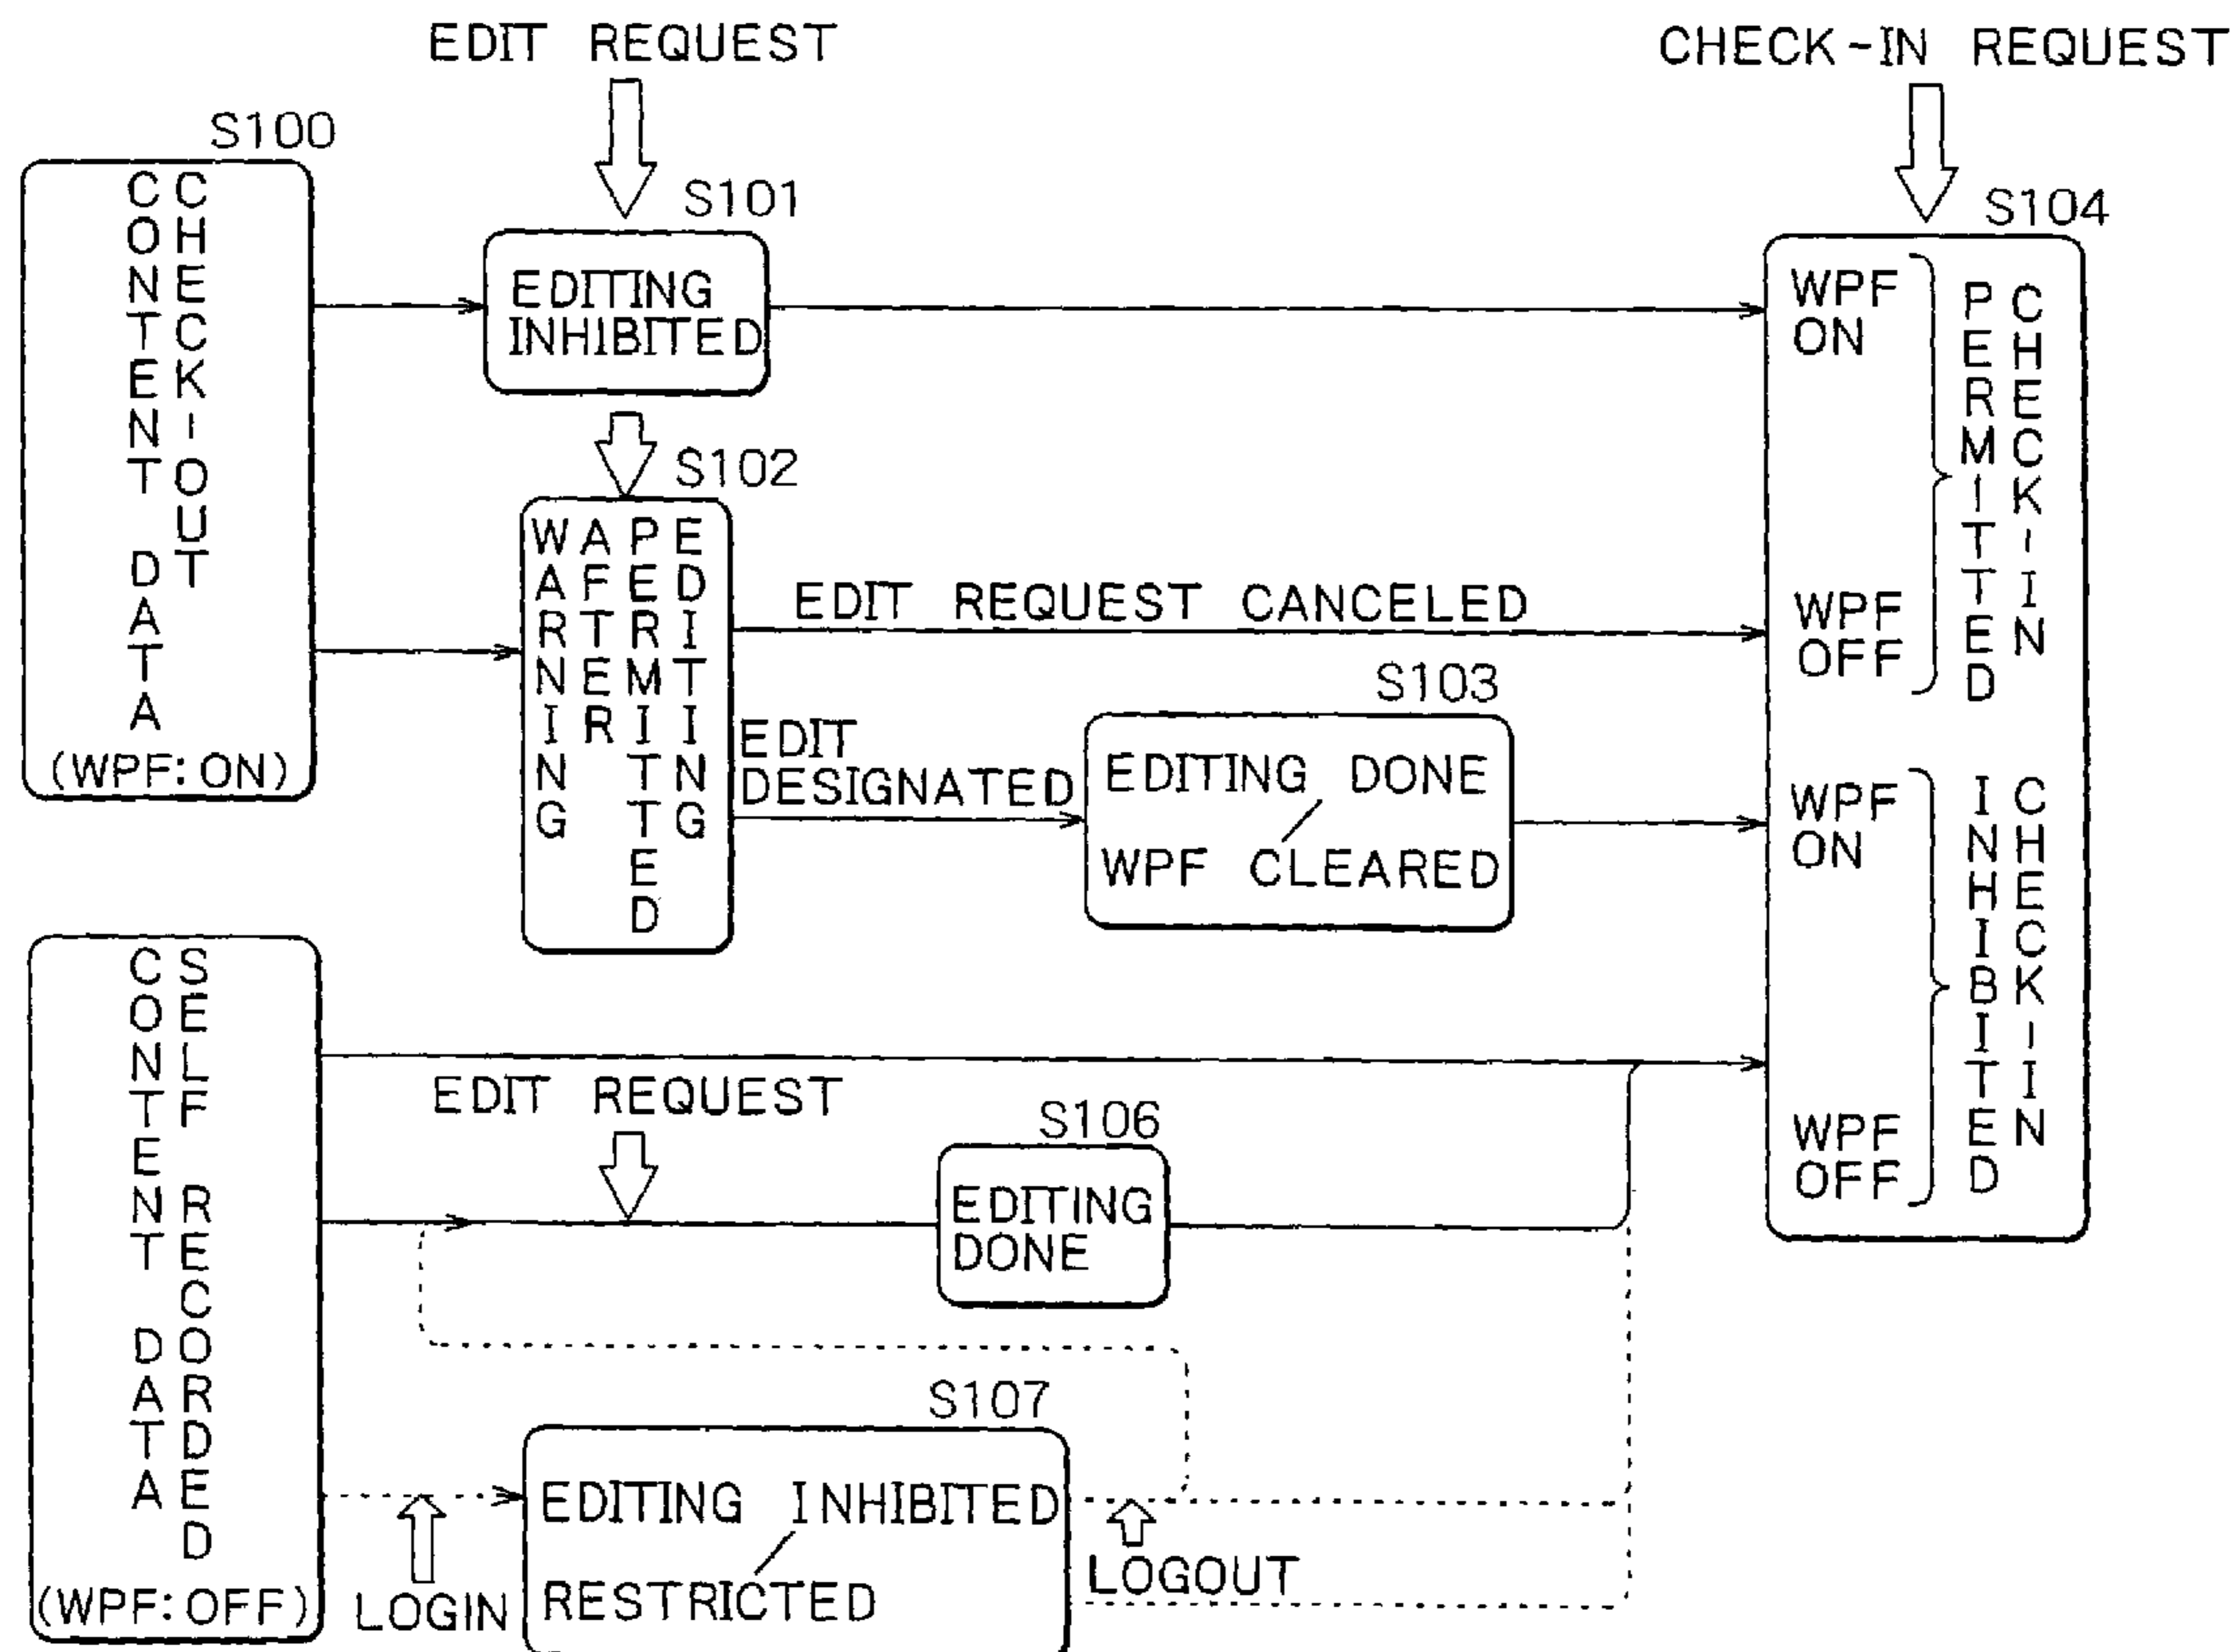 EDIT REQUEST
CHECK-IN REQUEST
S100
CHECK-OUT
CONTENT DATA
(WPF: ON)
S101
EDITING
INHIBITED
S102
EDITING
PERMITTED
AFTER
WARNING
EDIT REQUEST CANCELED
EDIT
DESIGNATED
S103
EDITING DONE
/
WPF CLEARED
S104
WPF
ON
WPF
OFF
CHECK-IN
PERMITTED
WPF
ON
WPF
OFF
CHECK-IN
INHIBITED
SELF RECORDED
CONTENT DATA
(WPF: OFF)
EDIT REQUEST
S106
EDITING
DONE
LOGIN
S107
EDITING INHIBITED
/
RESTRICTED
LOGOUT